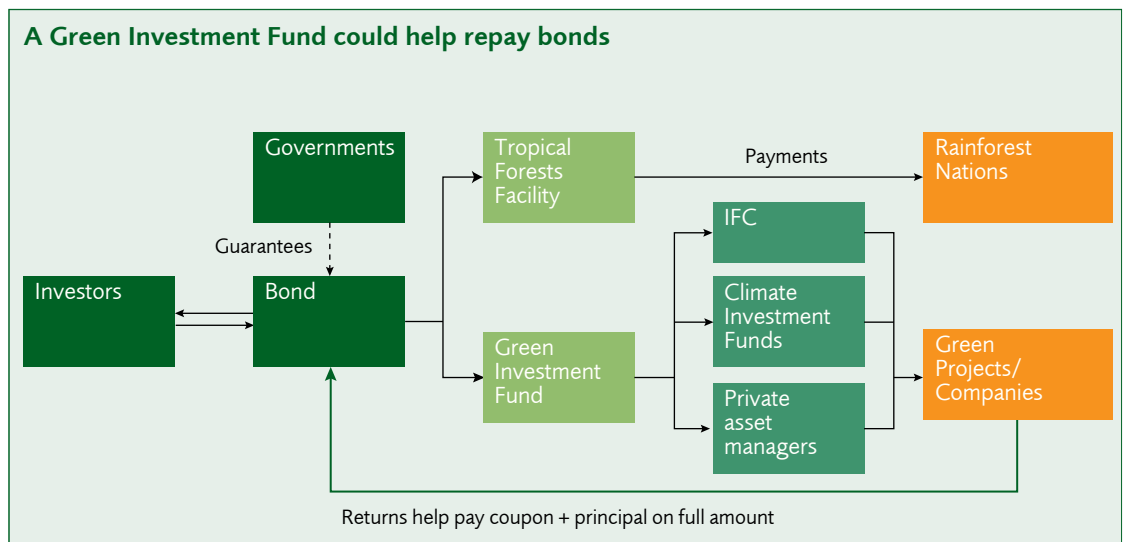 A Green Investment Fund could help repay bonds
Governments
Tropical
Forests
Facility
Payments
Rainforest
Nations
Guarantees
IFC
Investors
Bond
Climate
Investment
Funds
Green
Investment
Fund
Green
Projects/
Companies
Private
asset
managers
Returns help pay coupon + principal on full amount